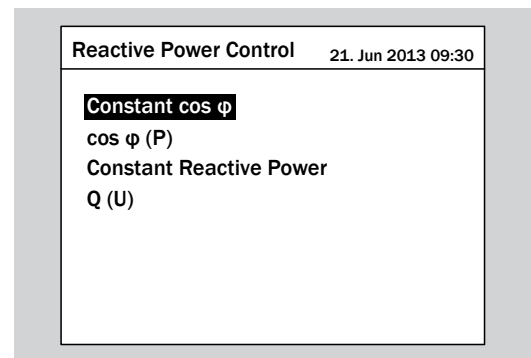 Reactive Power Control 21. Jun 2013 09:30
Constant cos φ
cos φ (P)
Constant Reactive Power
Q (U)